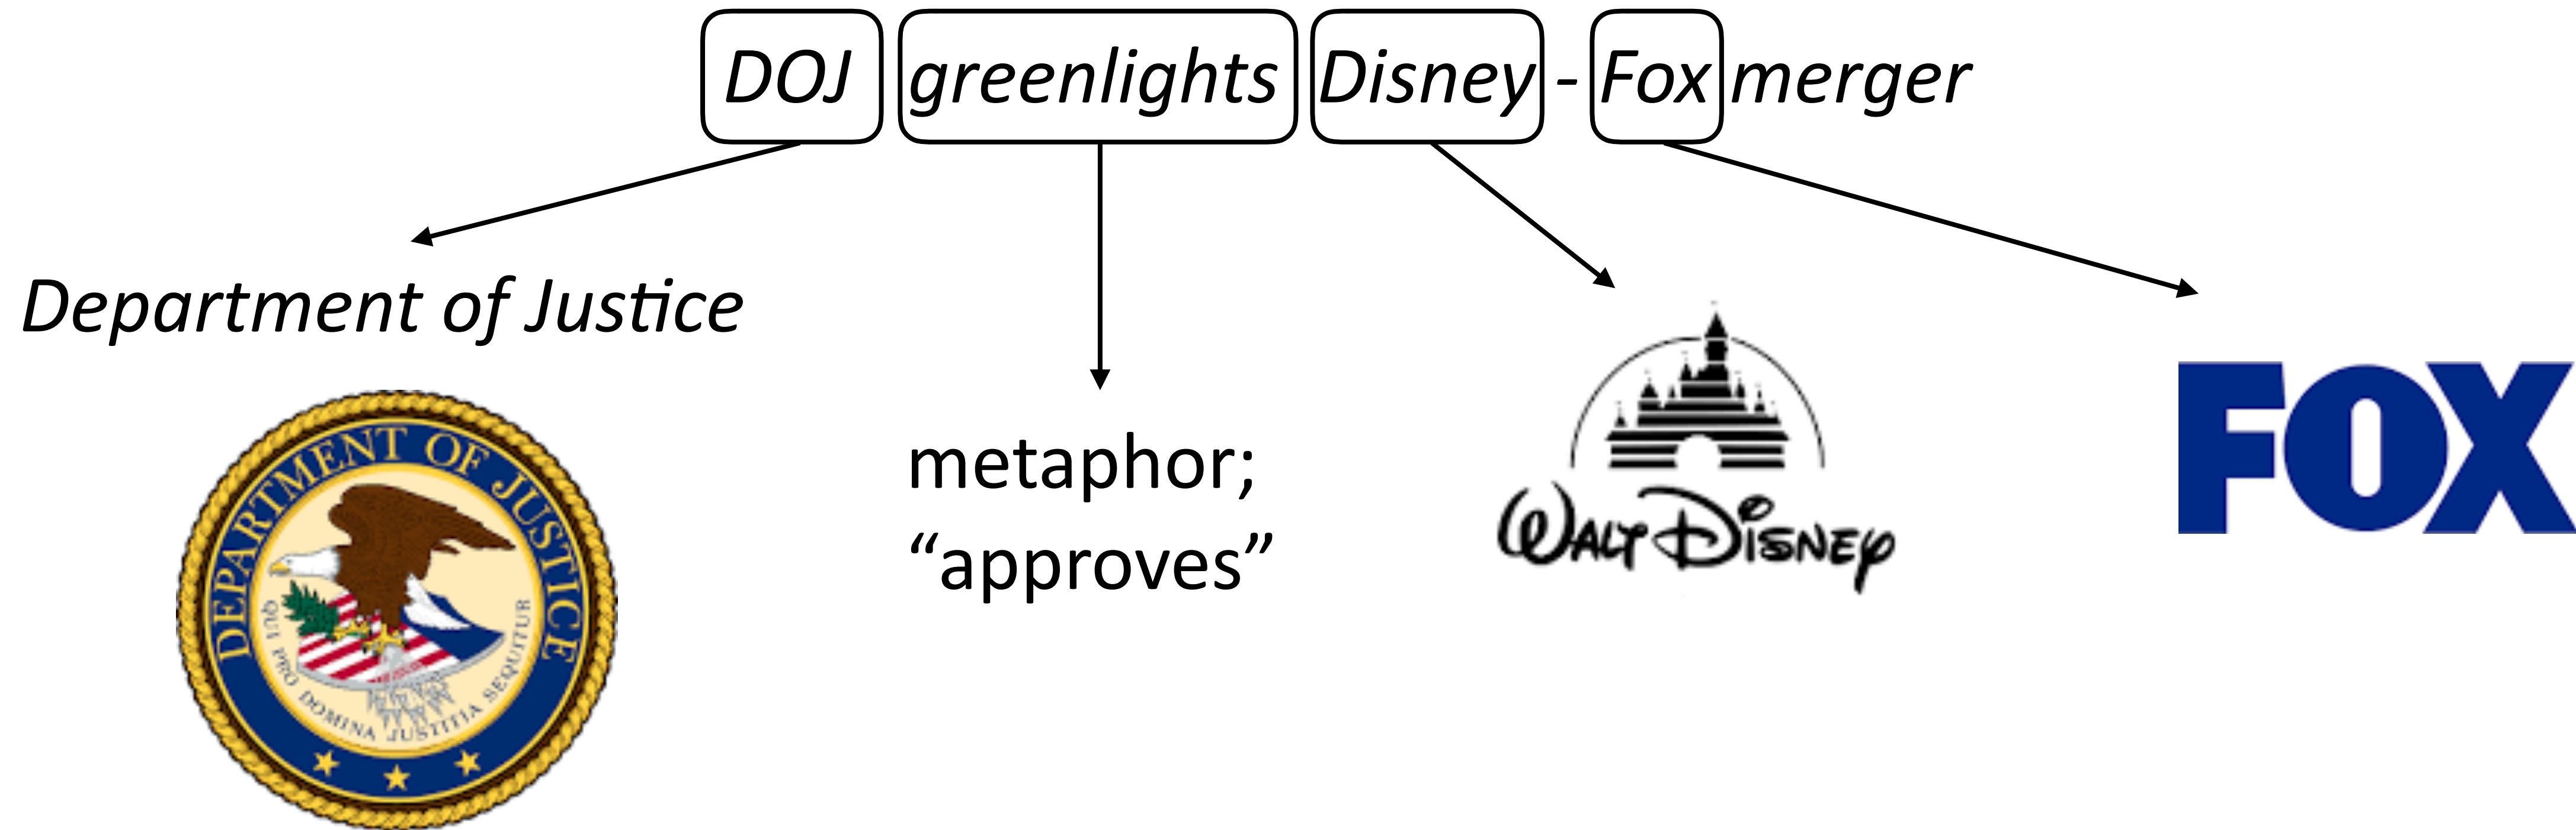 DOJ greenlights Disney - Fox merger
Department of Justice
metaphor;
“approves”
DEPARTMENT OF JUSTICE
QUI PRO DOMINA JUSTITIA SEQUITUR
WALT DISNEY
FOX